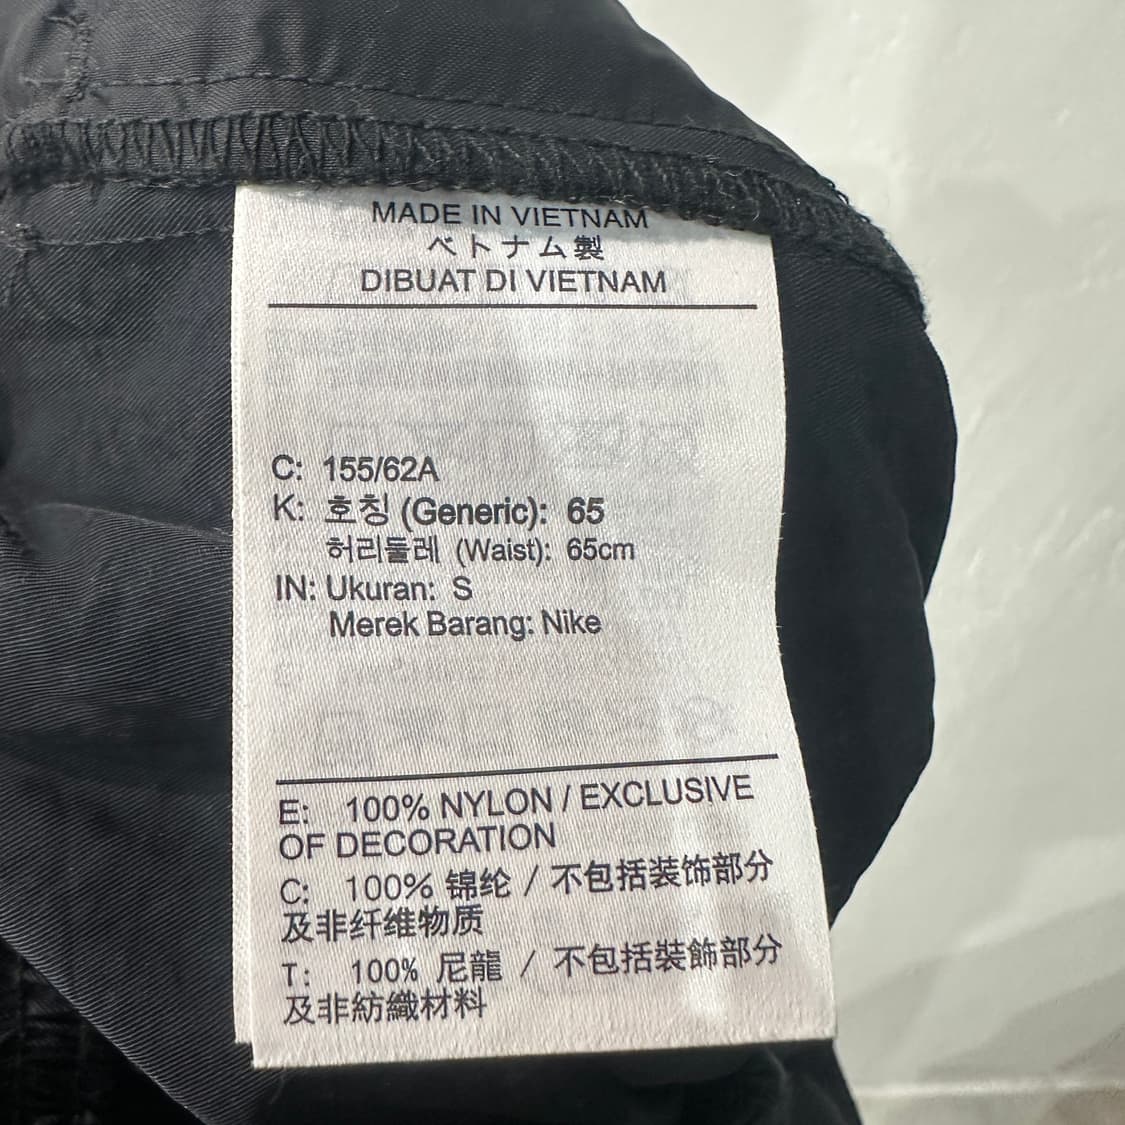 MADE IN VIETNAM
ベトナム製
DIBUAT DI VIETNAM
C: 155/62A
K: 호칭 (Generic): 65
허리둘레 (Waist): 65cm
IN: Ukuran: S
Merek Barang: Nike
E: 100% NYLON / EXCLUSIVE
OF DECORATION
C: 100% 锦纶 / 不包括装饰部分
及非纤维物质
T: 100% 尼龍 / 不包括裝飾部分
及非紡織材料